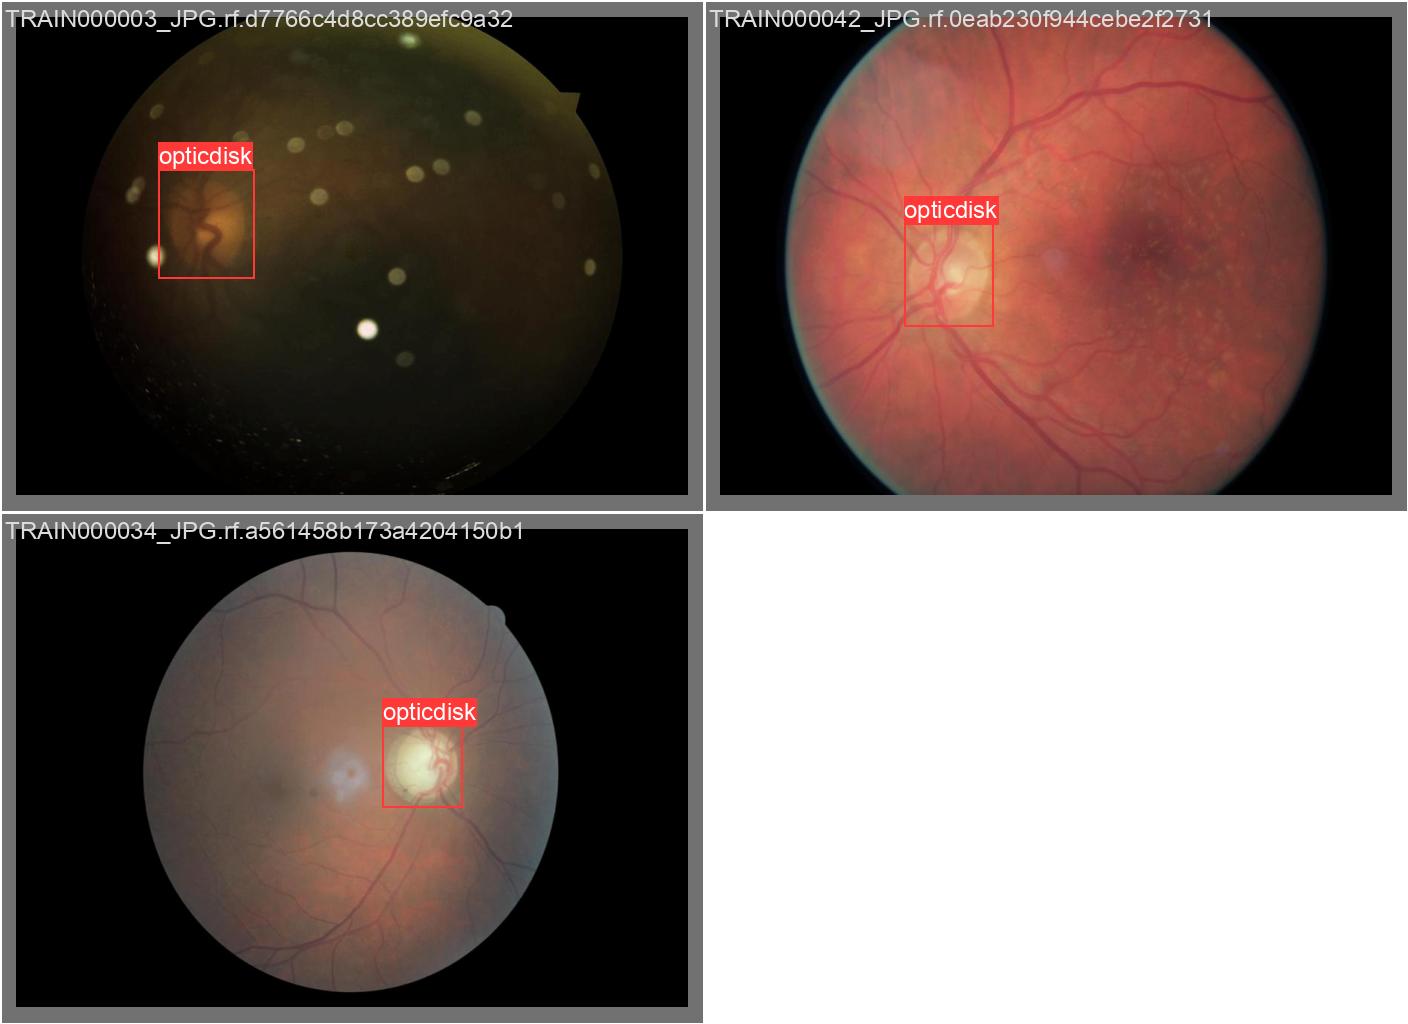 TRAIN000003_JPG.rf.d7766c4d8cc389efc9a32
TRAIN000042_JPG.rf.0eab230f944cebe2f2731
opticdisk
opticdisk
TRAIN000034_JPG.rf.a561458b173a4204150b1
opticdisk